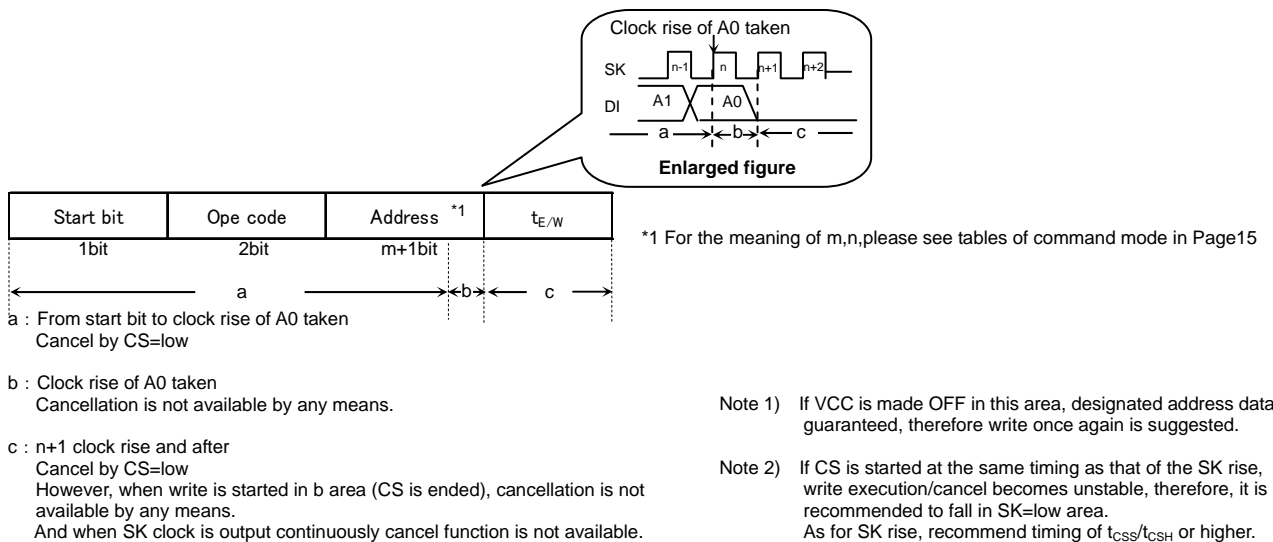 Clock rise of A0 taken
SK n-1 n n+1 n+2
DI A1 A0
a b c
Enlarged figure
Start bit Ope code Address *1 tE/W
1bit 2bit m+1bit
*1 For the meaning of m,n,please see tables of command mode in Page15
a b c
a : From start bit to clock rise of A0 taken
Cancel by CS=low
b : Clock rise of A0 taken
Cancellation is not available by any means.
c : n+1 clock rise and after
Cancel by CS=low
However, when write is started in b area (CS is ended), cancellation is not
available by any means.
And when SK clock is output continuously cancel function is not available.
Note 1) If VCC is made OFF in this area, designated address data
guaranteed, therefore write once again is suggested.
Note 2) If CS is started at the same timing as that of the SK rise,
write execution/cancel becomes unstable, therefore, it is
recommended to fall in SK=low area.
As for SK rise, recommend timing of tCSS/tCSH or higher.